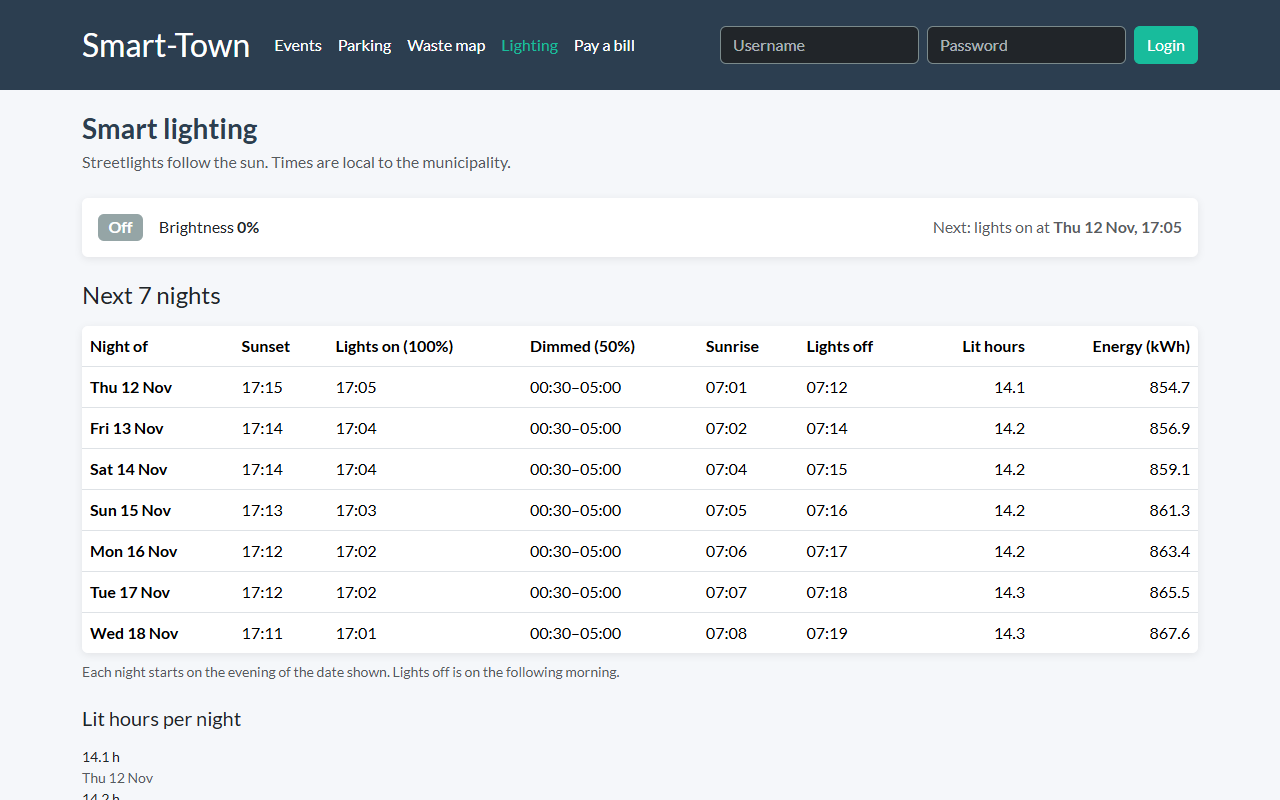 Smart-Town Events Parking Waste map Lighting Pay a bill Username Password Login
Smart lighting
Streetlights follow the sun. Times are local to the municipality.
Off Brightness 0% Next: lights on at Thu 12 Nov, 17:05
Next 7 nights
Night of Sunset Lights on (100%) Dimmed (50%) Sunrise Lights off Lit hours Energy (kWh)
Thu 12 Nov 17:15 17:05 00:30–05:00 07:01 07:12 14.1 854.7
Fri 13 Nov 17:14 17:04 00:30–05:00 07:02 07:14 14.2 856.9
Sat 14 Nov 17:14 17:04 00:30–05:00 07:04 07:15 14.2 859.1
Sun 15 Nov 17:13 17:03 00:30–05:00 07:05 07:16 14.2 861.3
Mon 16 Nov 17:12 17:02 00:30–05:00 07:06 07:17 14.2 863.4
Tue 17 Nov 17:12 17:02 00:30–05:00 07:07 07:18 14.3 865.5
Wed 18 Nov 17:11 17:01 00:30–05:00 07:08 07:19 14.3 867.6
Each night starts on the evening of the date shown. Lights off is on the following morning.
Lit hours per night
14.1 h
Thu 12 Nov
14.2 h